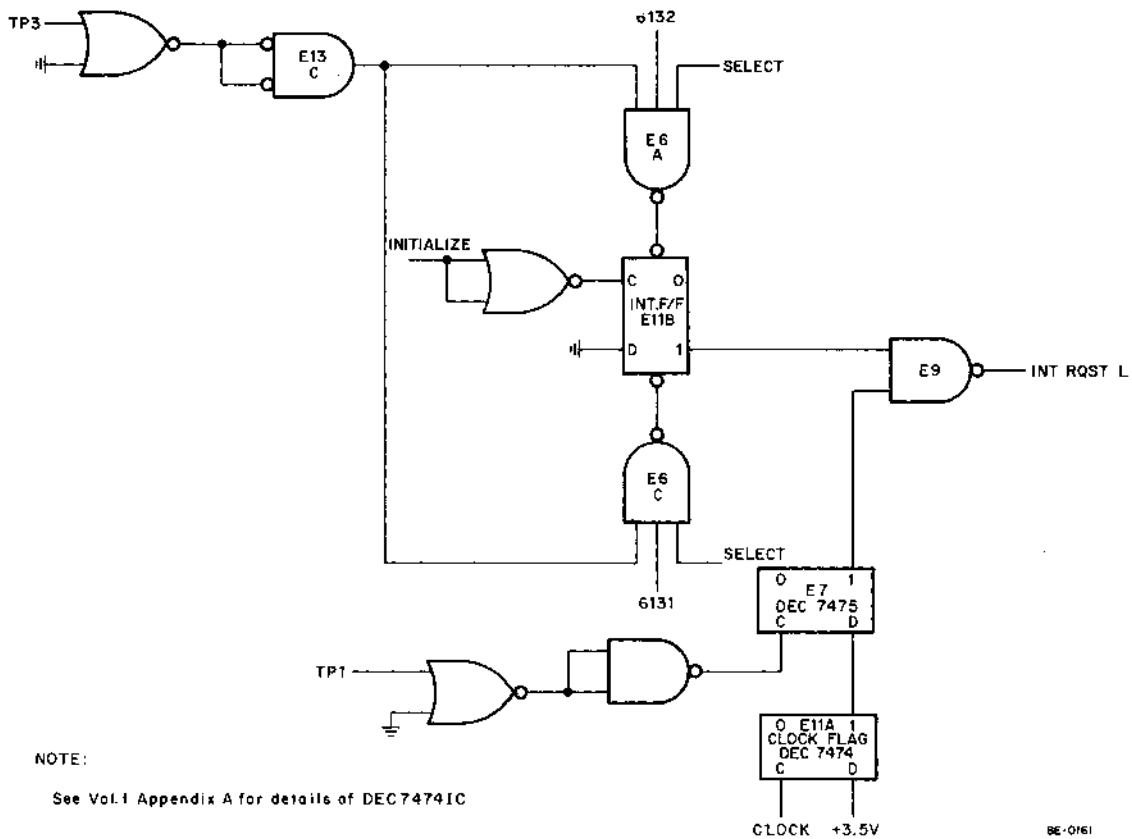 TP3
E13
C
6132
SELECT
E6
A
INITIALIZE
C 0
INT. F/F
E11B
D 1
E9
INT RQST L
E6
C
SELECT
6131
0 1
E7
DEC 7475
C D
TP1
0 E11A 1
CLOCK FLAG
DEC 7474
C D
CLOCK +3.5V
NOTE:
See Vol.1 Appendix A for details of DEC7474IC
BE-0161